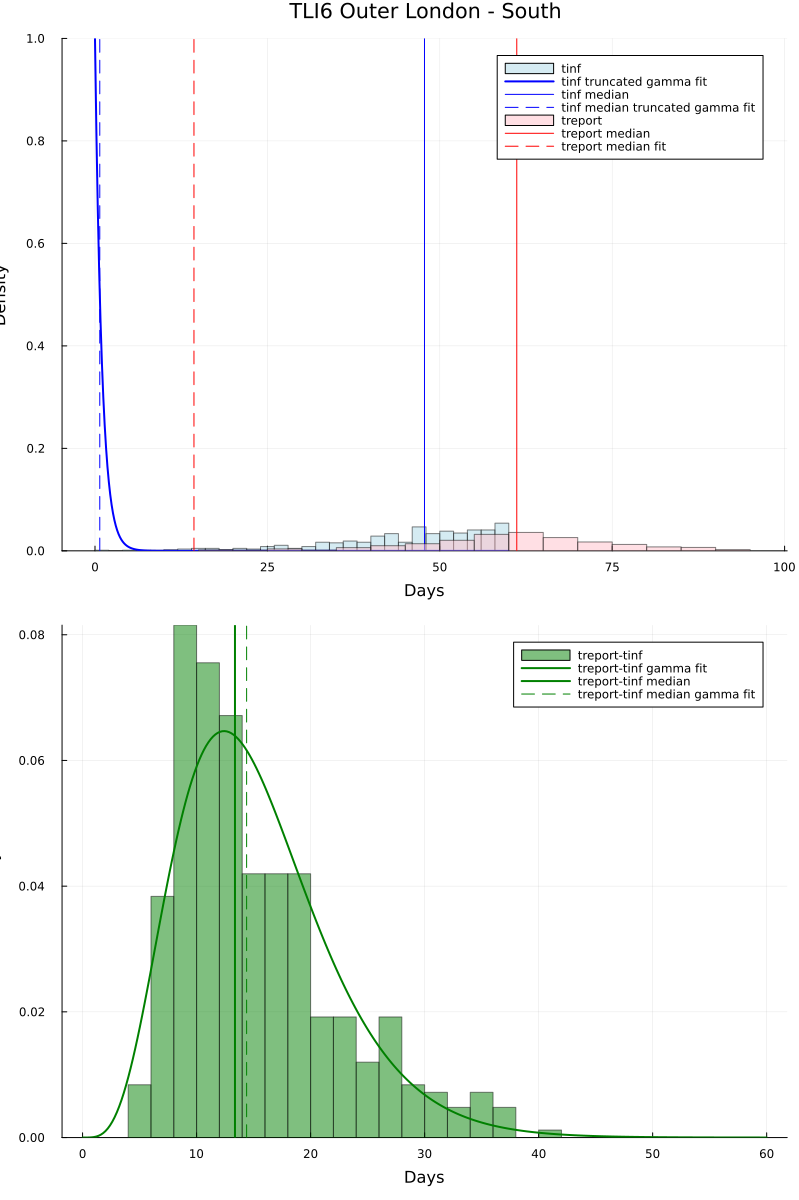 TLI6 Outer London - South
1.0
0.8
0.6
0.4
0.2
0.0
Density
tinf
tinf truncated gamma fit
tinf median
tinf median truncated gamma fit
treport
treport median
treport median fit
0 25 50 75 100
Days
0.08
0.06
0.04
0.02
0.00
treport-tinf
treport-tinf gamma fit
treport-tinf median
treport-tinf median gamma fit
0 10 20 30 40 50 60
Days